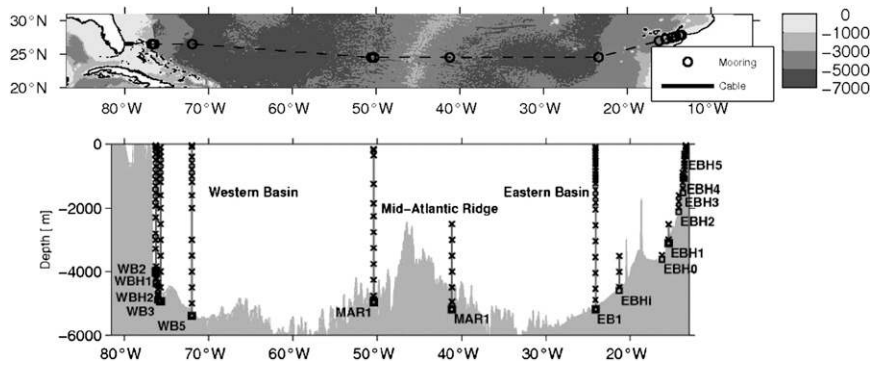 30°N
25°N
20°N
80°W 70°W 60°W 50°W 40°W 30°W 20°W 10°W
Mooring
Cable
0
-1000
-3000
-5000
-7000
Depth [m]
0
-2000
-4000
-6000
Western Basin
Mid-Atlantic Ridge
Eastern Basin
WB2
WBH1
WBH2
WB3
WB5
MAR1
MAR1
EB1
EBHi
EBH0
EBH1
EBH2
EBH3
EBH4
EBH5
80°W 70°W 60°W 50°W 40°W 30°W 20°W